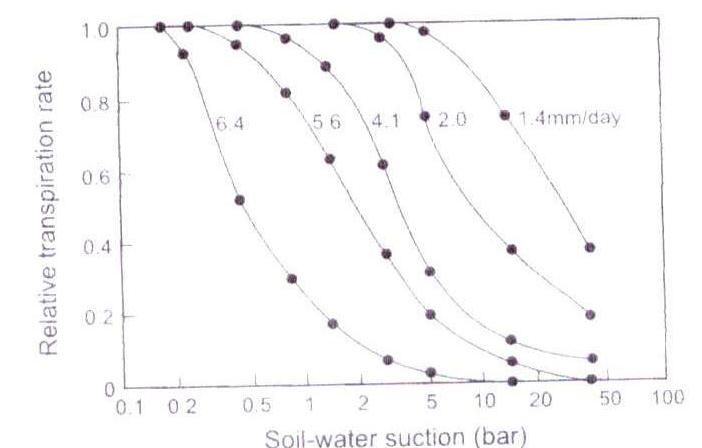 Relative transpiration rate
1.0
0.8
0.6
0.4
0.2
0
6.4
5 6
4.1
2.0
1.4mm/day
0.1 0 2 0.5 1 2 5 10 20 50 100
Soil-water suction (bar)